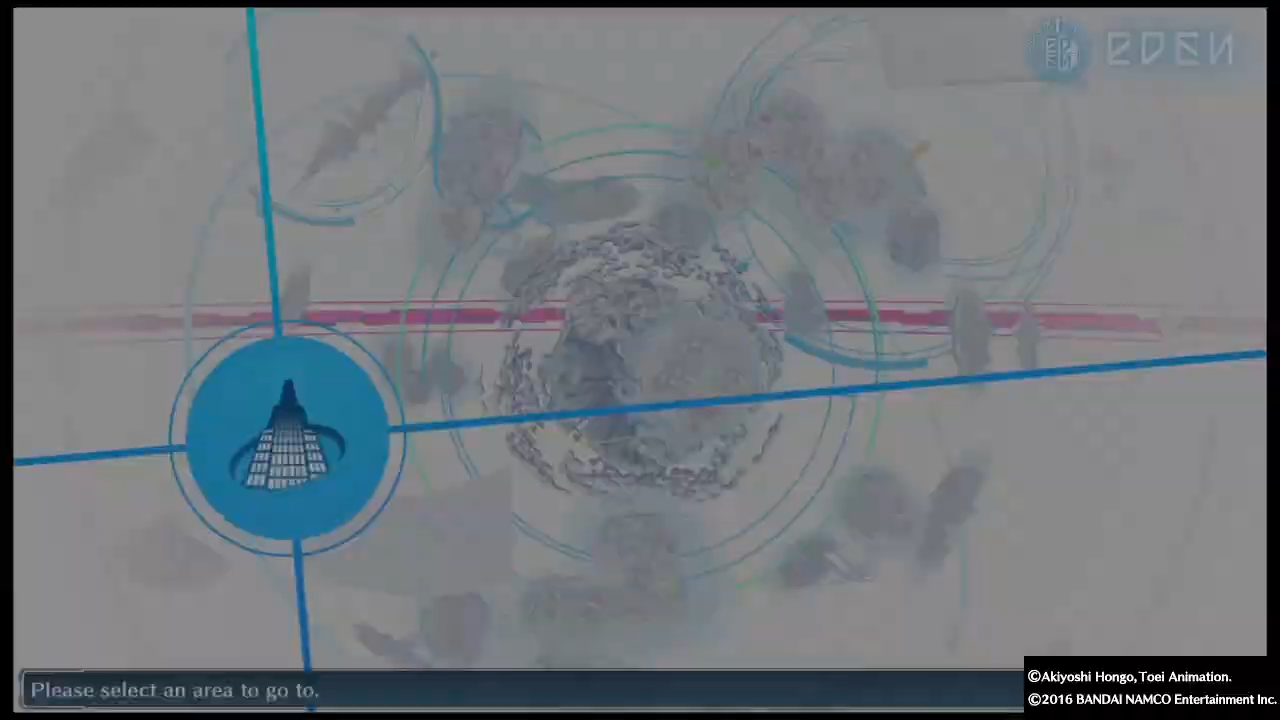 EDEN
Please select an area to go to.
©Akiyoshi Hongo, Toei Animation.
©2016 BANDAI NAMCO Entertainment Inc.